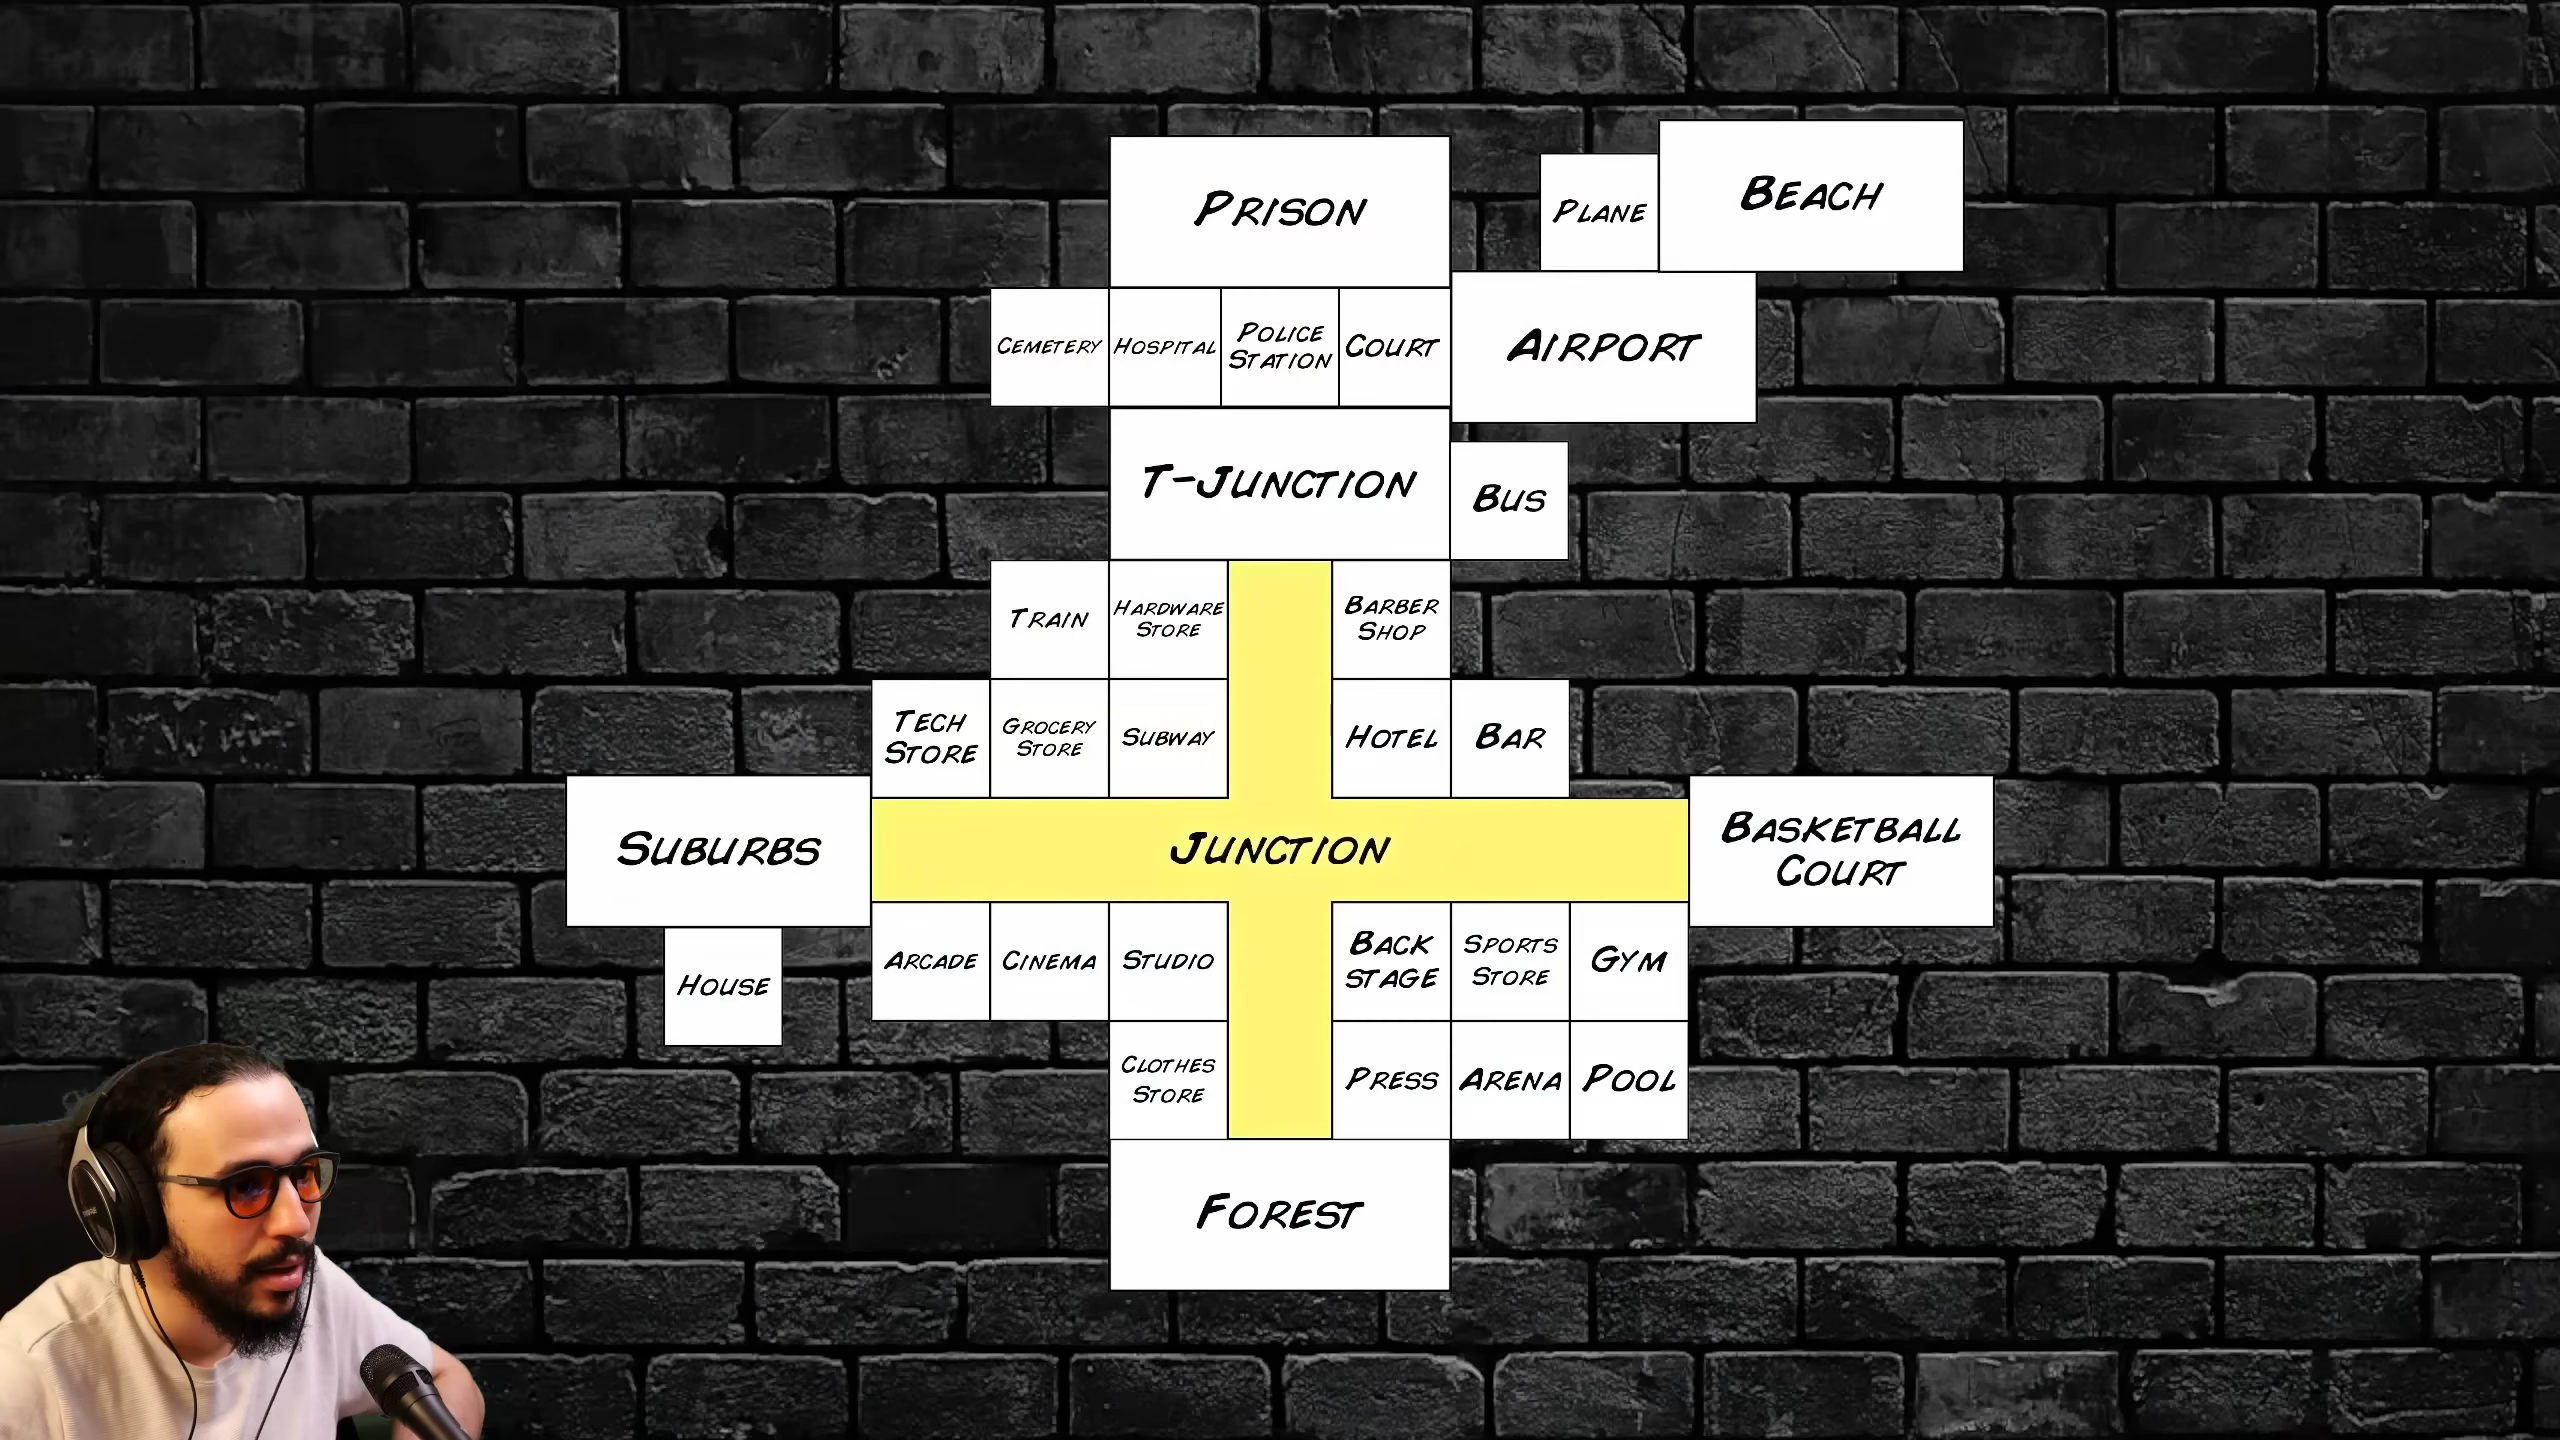 Prison
Plane
Beach
Cemetery
Hospital
Police
Station
Court
Airport
T-Junction
Bus
Train
Hardware
Store
Barber
Shop
Tech
Store
Grocery
Store
Subway
Hotel
Bar
Suburbs
Junction
Basketball
Court
House
Arcade
Cinema
Studio
Back
stage
Sports
Store
Gym
Clothes
Store
Press
Arena
Pool
Forest